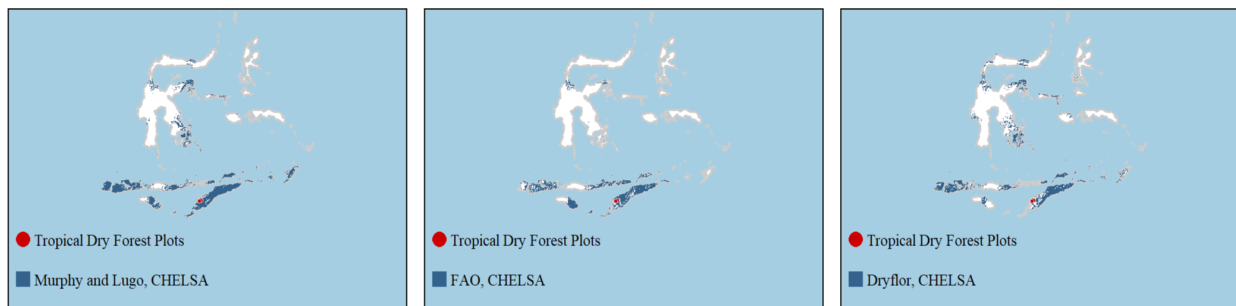 Tropical Dry Forest Plots
Murphy and Lugo, CHELSA
Tropical Dry Forest Plots
FAO, CHELSA
Tropical Dry Forest Plots
Dryflor, CHELSA